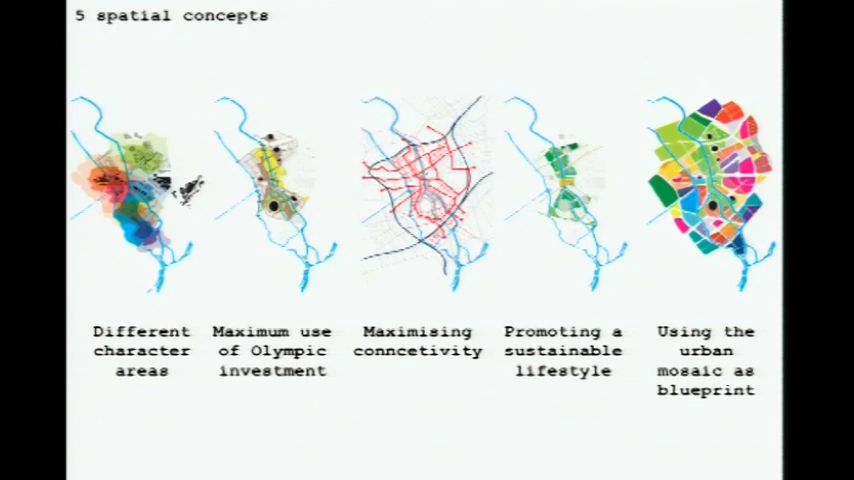 5 spatial concepts
Different
character
areas
Maximum use
of Olympic
investment
Maximising
conncetivity
Promoting a
sustainable
lifestyle
Using the
urban
mosaic as
blueprint